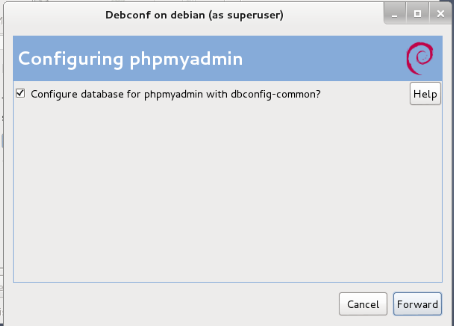 Debconf on debian (as superuser)
Configuring phpmyadmin
Configure database for phpmyadmin with dbconfig-common?
Help
Cancel
Forward